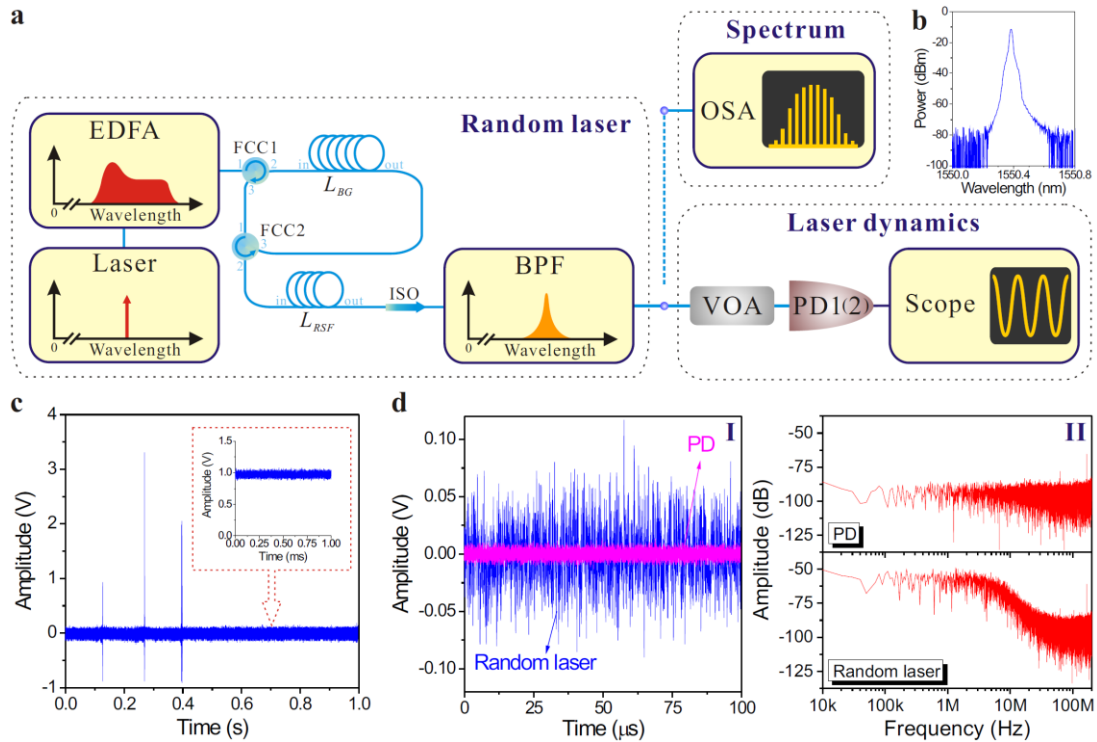 a
EDFA
0
Wavelength
Laser
0
Wavelength
FCC1
1
2
3
in
out
L_BG
FCC2
1
3
2
in
out
L_RSF
ISO
Random laser
BPF
0
Wavelength
Spectrum
OSA
Laser dynamics
VOA
PD1(2)
Scope
b
Power (dBm)
0
-20
-40
-60
-80
-100
1550.0 1550.4 1550.8
Wavelength (nm)
c
Amplitude (V)
4
3
2
1
0
-1
0.0 0.2 0.4 0.6 0.8 1.0
Time (s)
Amplitude (V)
1.5
1.0
0.5
0.0
0.00 0.25 0.50 0.75 1.00
Time (ms)
d
I
Amplitude (V)
0.10
0.05
0.00
-0.05
-0.10
PD
Random laser
0 25 50 75 100
Time (μs)
II
Amplitude (dB)
-50
-75
-100
-125
PD
-50
-75
-100
-125
Random laser
10k 100k 1M 10M 100M
Frequency (Hz)